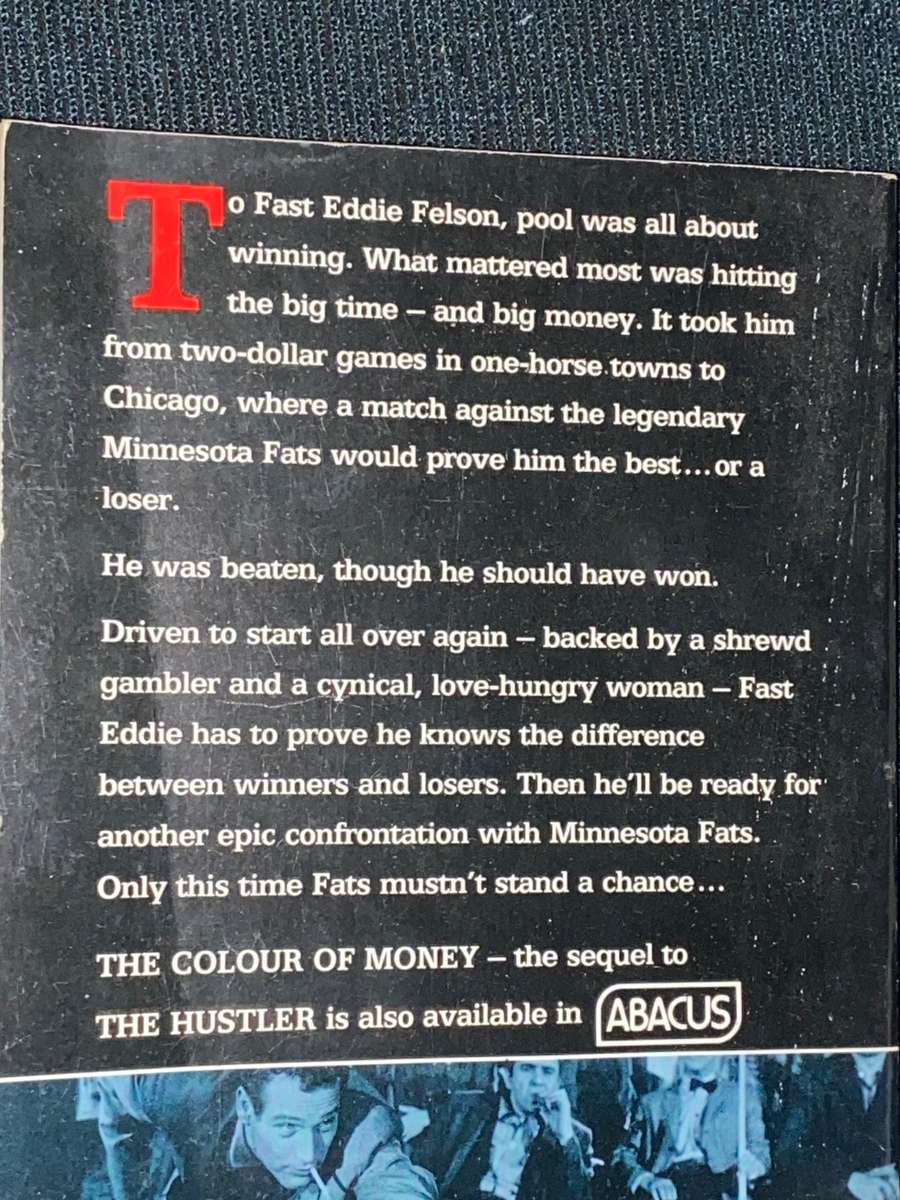 To Fast Eddie Felson, pool was all about
winning. What mattered most was hitting
the big time – and big money. It took him
from two-dollar games in one-horse towns to
Chicago, where a match against the legendary
Minnesota Fats would prove him the best...or a
loser.
He was beaten, though he should have won.
Driven to start all over again – backed by a shrewd
gambler and a cynical, love-hungry woman – Fast
Eddie has to prove he knows the difference
between winners and losers. Then he'll be ready for
another epic confrontation with Minnesota Fats.
Only this time Fats mustn't stand a chance...
THE COLOUR OF MONEY – the sequel to
THE HUSTLER is also available in ABACUS